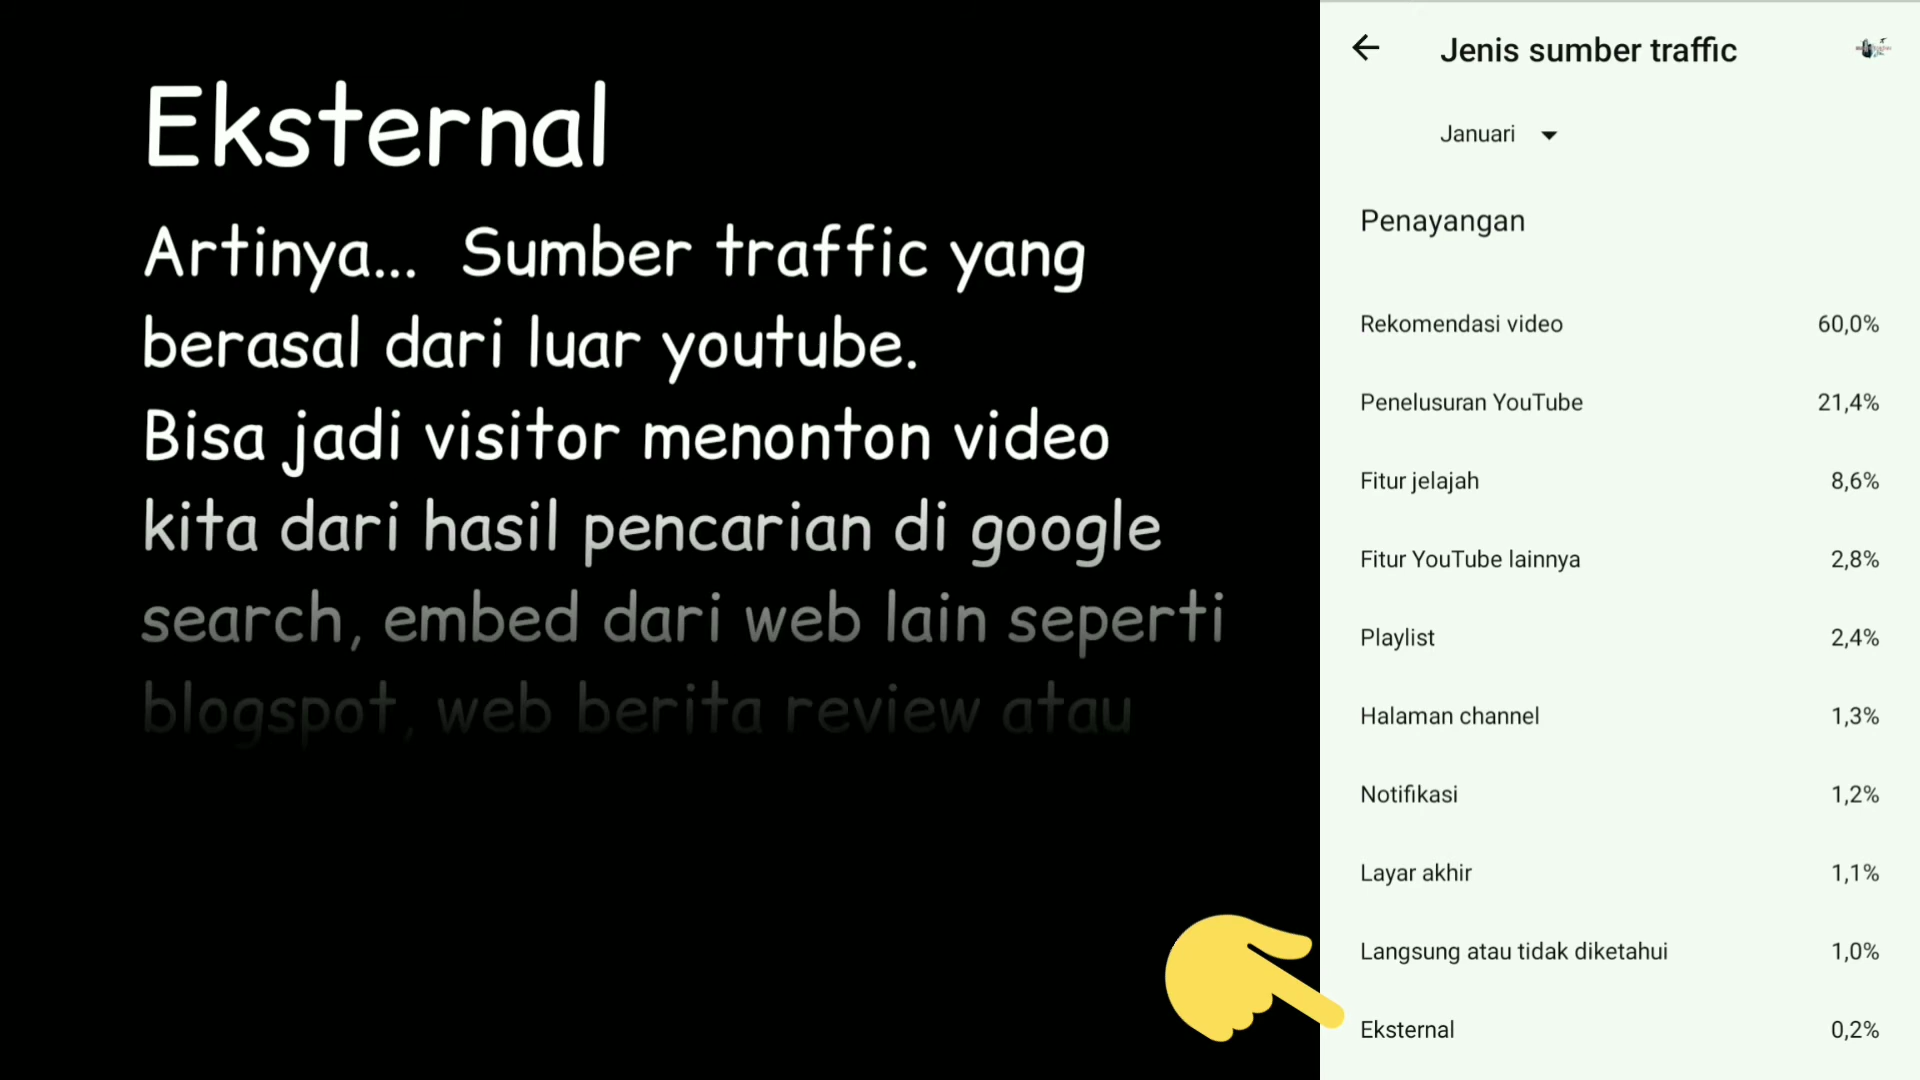 Eksternal
Artinya...  Sumber traffic yang
berasal dari luar youtube.
Bisa jadi visitor menonton video
kita dari hasil pencarian di google
search, embed dari web lain seperti
blogspot, web berita review atau
Jenis sumber traffic
Januari
Penayangan
Rekomendasi video 60,0%
Penelusuran YouTube 21,4%
Fitur jelajah 8,6%
Fitur YouTube lainnya 2,8%
Playlist 2,4%
Halaman channel 1,3%
Notifikasi 1,2%
Layar akhir 1,1%
Langsung atau tidak diketahui 1,0%
Eksternal 0,2%